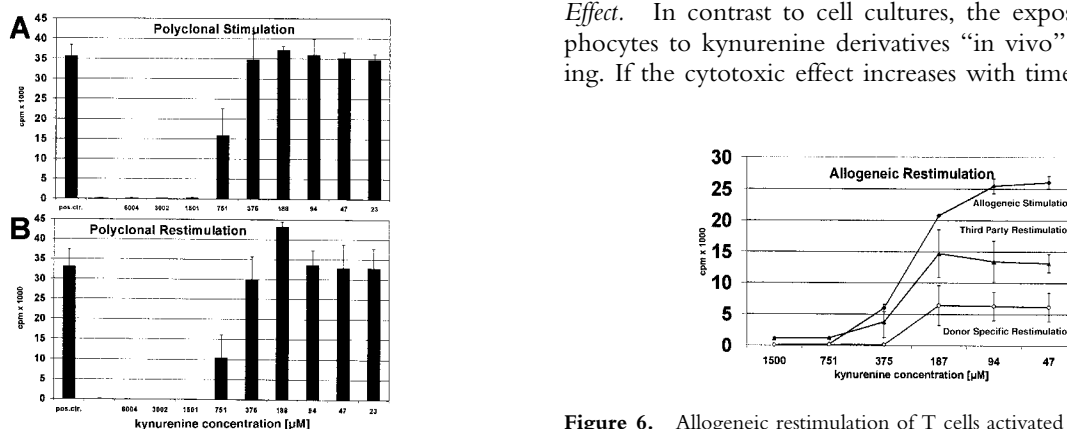 A
Polyclonal Stimulation
cpm x 1000
45
40
35
30
25
20
15
10
5
0
pos.ctr. 6004 3002 1501 751 376 188 94 47 23
B
Polyclonal Restimulation
cpm x 1000
45
40
35
30
25
20
15
10
5
0
pos.ctr. 6004 3002 1501 751 376 188 94 47 23
kynurenine concentration [µM]
Effect. In contrast to cell cultures, the expos
phocytes to kynurenine derivatives “in vivo”
ing. If the cytotoxic effect increases with time
Allogeneic Restimulation
cpm x 1000
30
25
20
15
10
5
0
Allogeneic Stimulation
Third Party Restimulation
Donor Specific Restimulation
1500 751 375 187 94 47
kynurenine concentration [µM]
Figure 6. Allogeneic restimulation of T cells activated